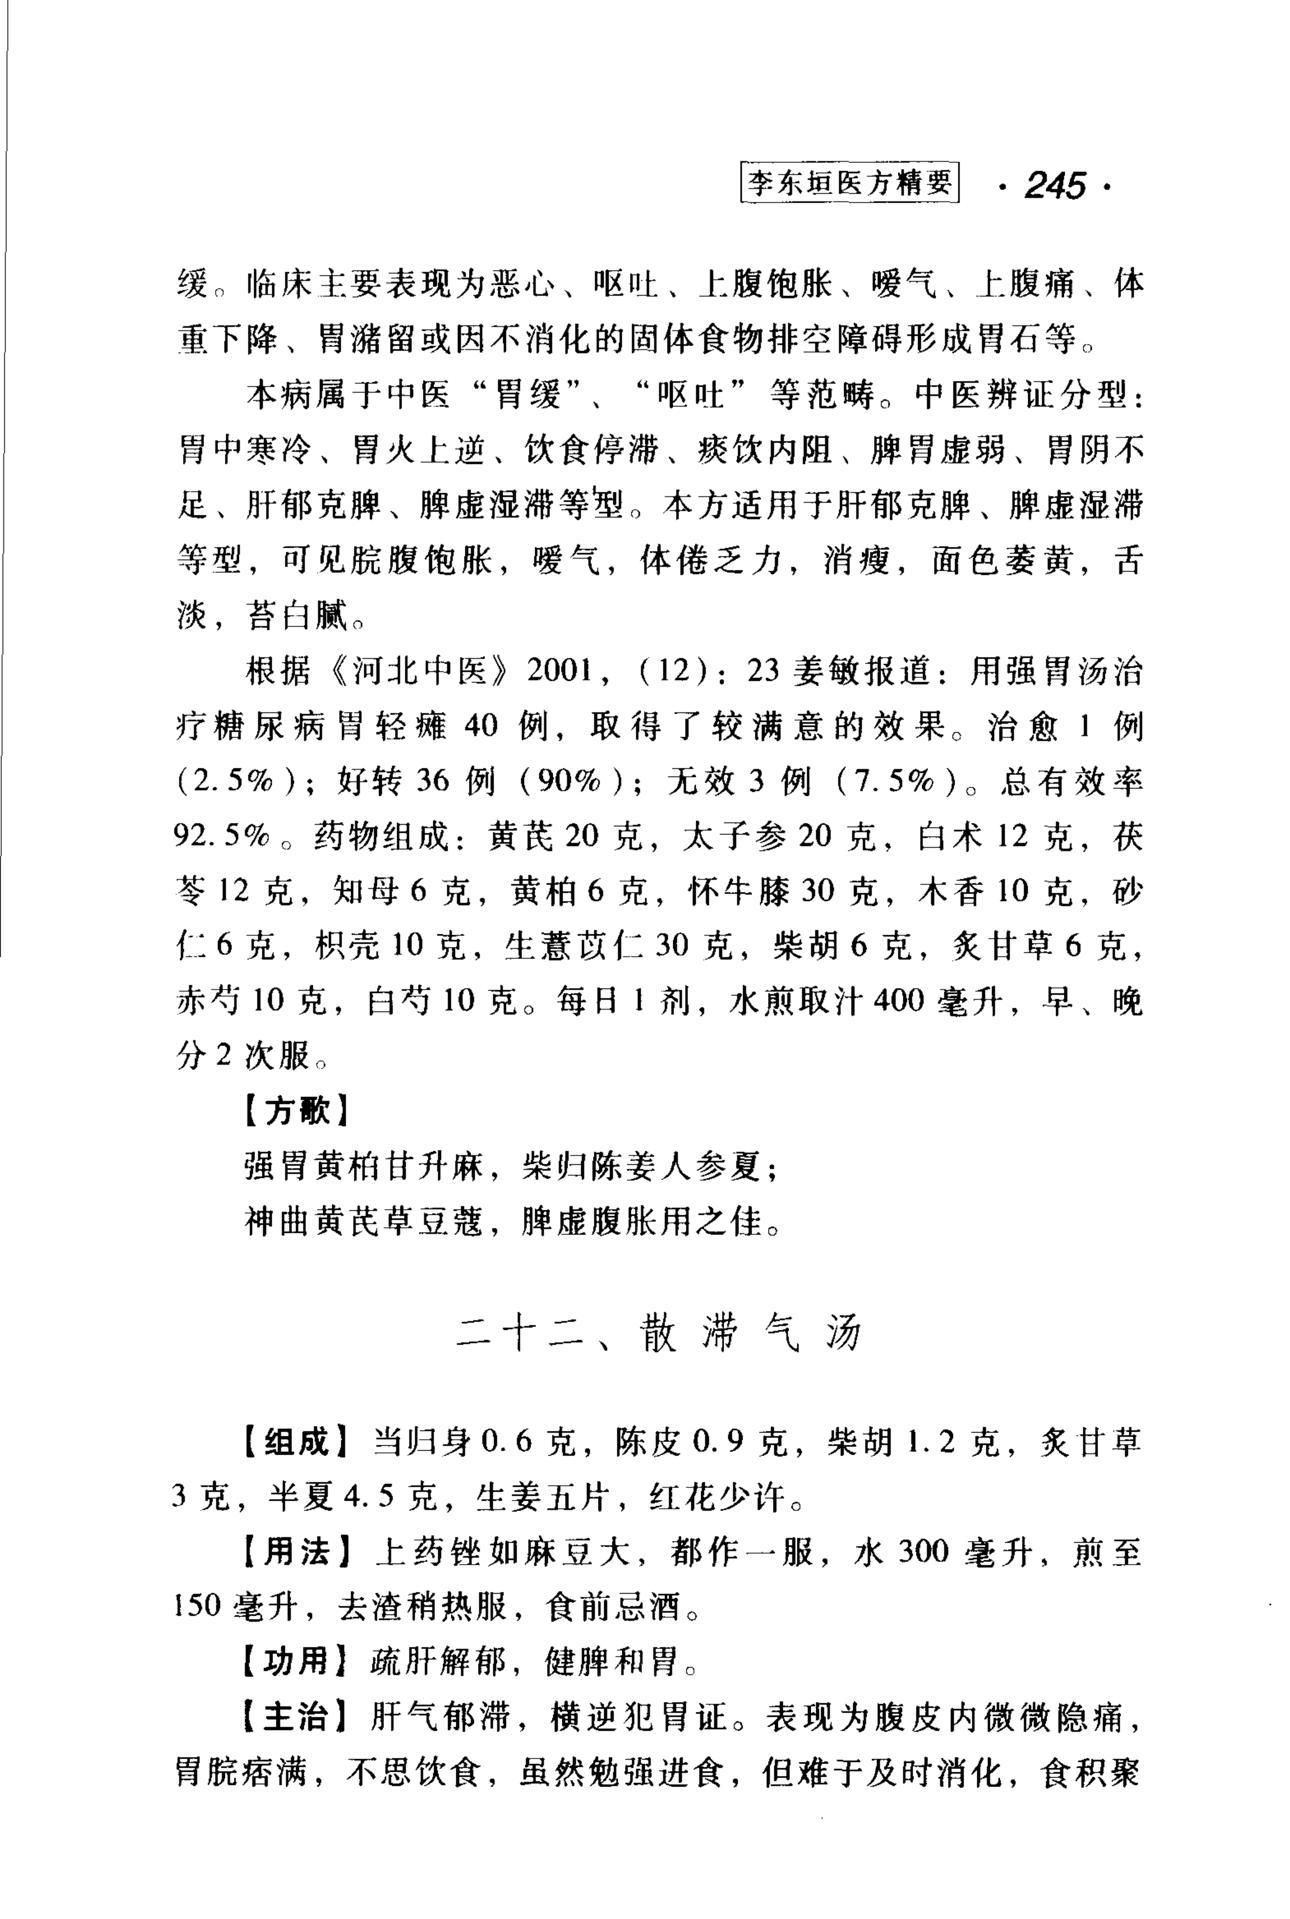 李东垣医方精要 · 245 ·
缓。临床主要表现为恶心、呕吐、上腹饱胀、嗳气、上腹痛、体
重下降、胃潴留或因不消化的固体食物排空障碍形成胃石等。
本病属于中医“胃缓”、“呕吐”等范畴。中医辨证分型：
胃中寒冷、胃火上逆、饮食停滞、痰饮内阻、脾胃虚弱、胃阴不
足、肝郁克脾、脾虚湿滞等型。本方适用于肝郁克脾、脾虚湿滞
等型，可见脘腹饱胀，嗳气，体倦乏力，消瘦，面色萎黄，舌
淡，苔白腻。
根据《河北中医》2001，（12）：23 姜敏报道：用强胃汤治
疗糖尿病胃轻瘫 40 例，取得了较满意的效果。治愈 1 例
（2.5%）；好转 36 例（90%）；无效 3 例（7.5%）。总有效率
92.5%。药物组成：黄芪 20 克，太子参 20 克，白术 12 克，茯
苓 12 克，知母 6 克，黄柏 6 克，怀牛膝 30 克，木香 10 克，砂
仁 6 克，枳壳 10 克，生薏苡仁 30 克，柴胡 6 克，炙甘草 6 克，
赤芍 10 克，白芍 10 克。每日 1 剂，水煎取汁 400 毫升，早、晚
分 2 次服。
【方歌】
强胃黄柏甘升麻，柴归陈姜人参夏；
神曲黄芪草豆蔻，脾虚腹胀用之佳。
二十二、散滞气汤
【组成】当归身 0.6 克，陈皮 0.9 克，柴胡 1.2 克，炙甘草
3 克，半夏 4.5 克，生姜五片，红花少许。
【用法】上药锉如麻豆大，都作一服，水 300 毫升，煎至
150 毫升，去渣稍热服，食前忌酒。
【功用】疏肝解郁，健脾和胃。
【主治】肝气郁滞，横逆犯胃证。表现为腹皮内微微隐痛，
胃脘痞满，不思饮食，虽然勉强进食，但难于及时消化，食积聚